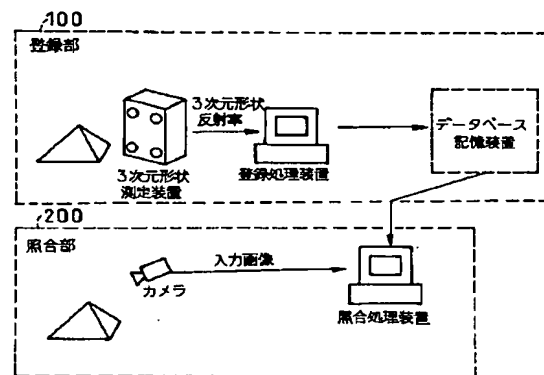 100
登録部
3次元形状
反射率
3次元形状
測定装置
登録処理装置
データベース
記憶装置
200
照合部
カメラ
入力画像
照合処理装置